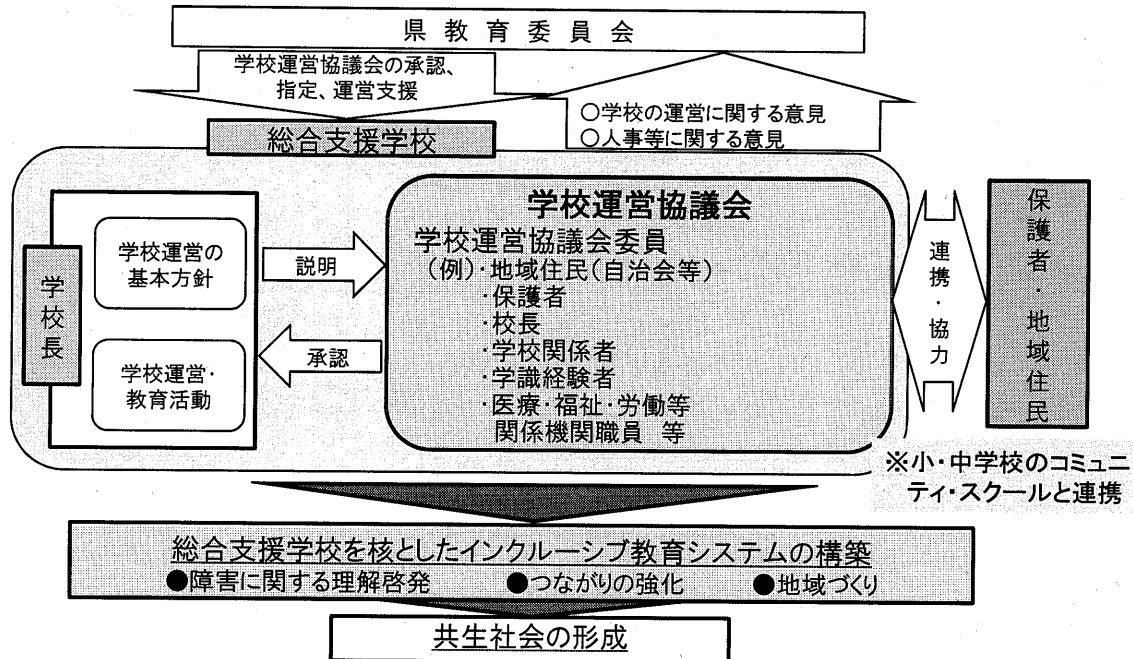 県教育委員会
学校運営協議会の承認、
指定、運営支援
○学校の運営に関する意見
○人事等に関する意見
総合支援学校
学校長
学校運営の
基本方針
学校運営・
教育活動
説明
承認
学校運営協議会
学校運営協議会委員
(例)・地域住民(自治会等)
・保護者
・校長
・学校関係者
・学識経験者
・医療・福祉・労働等
関係機関職員 等
連携・協力
保護者・地域住民
※小・中学校のコミュニ
ティ・スクールと連携
総合支援学校を核としたインクルーシブ教育システムの構築
●障害に関する理解啓発 ●つながりの強化 ●地域づくり
共生社会の形成